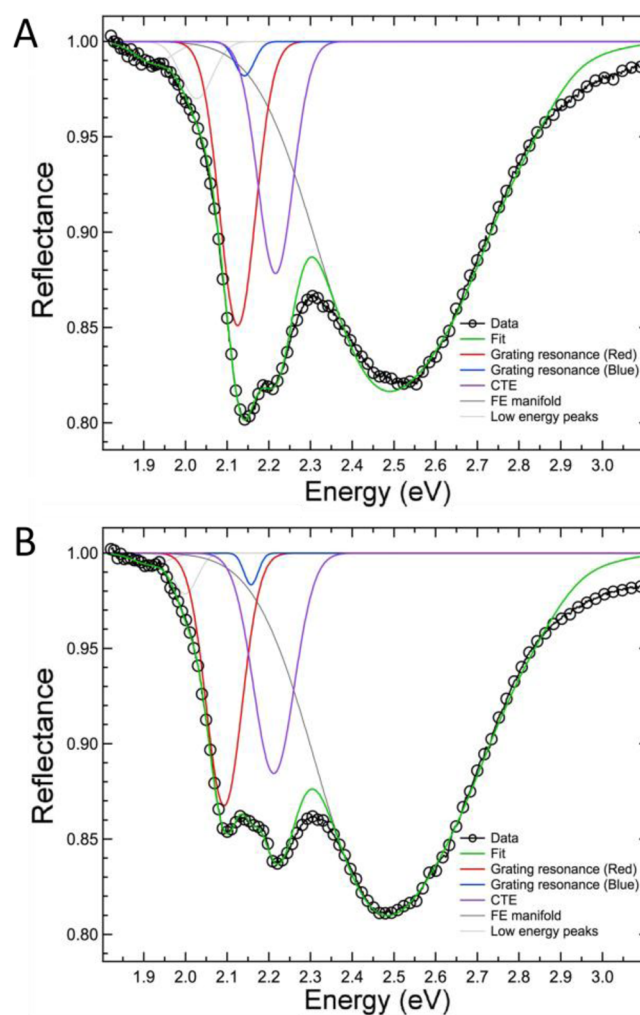 A
Reflectance
1.00
0.95
0.90
0.85
0.80
Data
Fit
Grating resonance (Red)
Grating resonance (Blue)
CTE
FE manifold
Low energy peaks
1.9 2.0 2.1 2.2 2.3 2.4 2.5 2.6 2.7 2.8 2.9 3.0
Energy (eV)
B
Reflectance
1.00
0.95
0.90
0.85
0.80
Data
Fit
Grating resonance (Red)
Grating resonance (Blue)
CTE
FE manifold
Low energy peaks
1.9 2.0 2.1 2.2 2.3 2.4 2.5 2.6 2.7 2.8 2.9 3.0
Energy (eV)